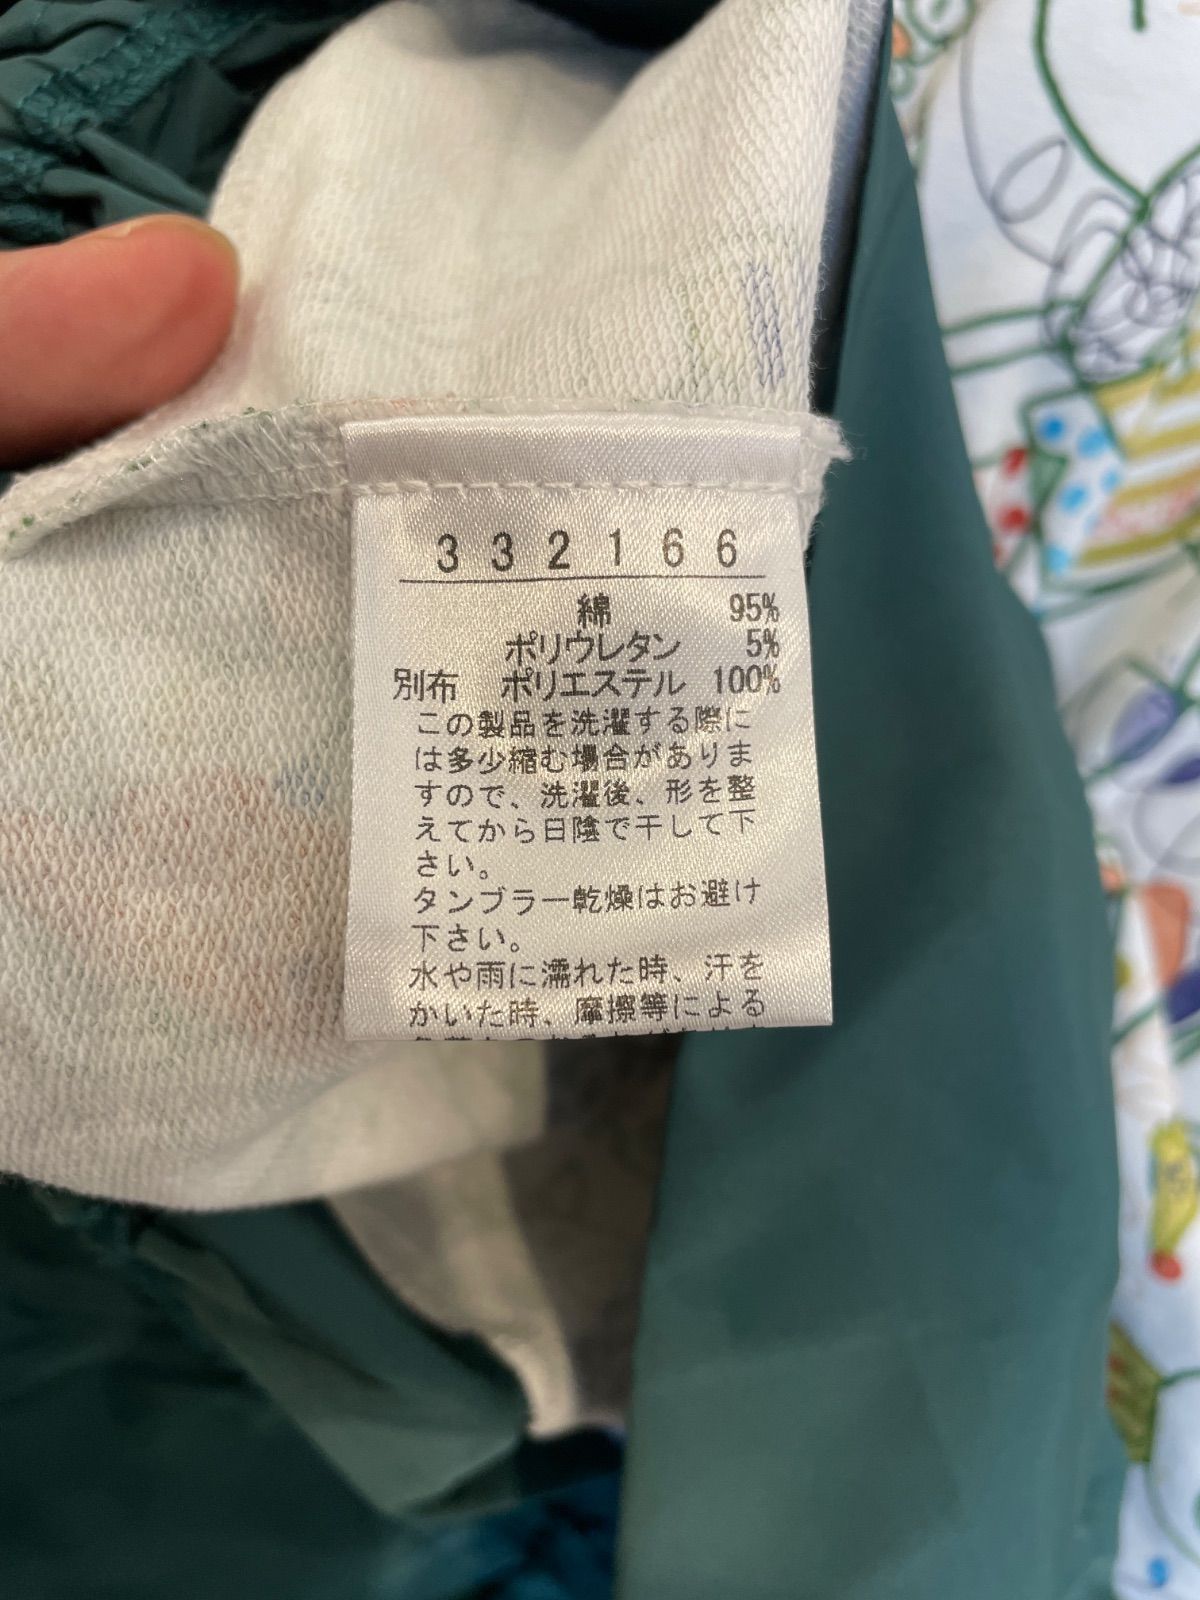 332166
綿 95%
ポリウレタン 5%
別布 ポリエステル 100%
この製品を洗濯する際に
は多少縮む場合がありま
すので、洗濯後、形を整
えてから日陰で干して下
さい。
タンブラー乾燥はお避け
下さい。
水や雨に濡れた時、汗を
かいた時、摩擦等による